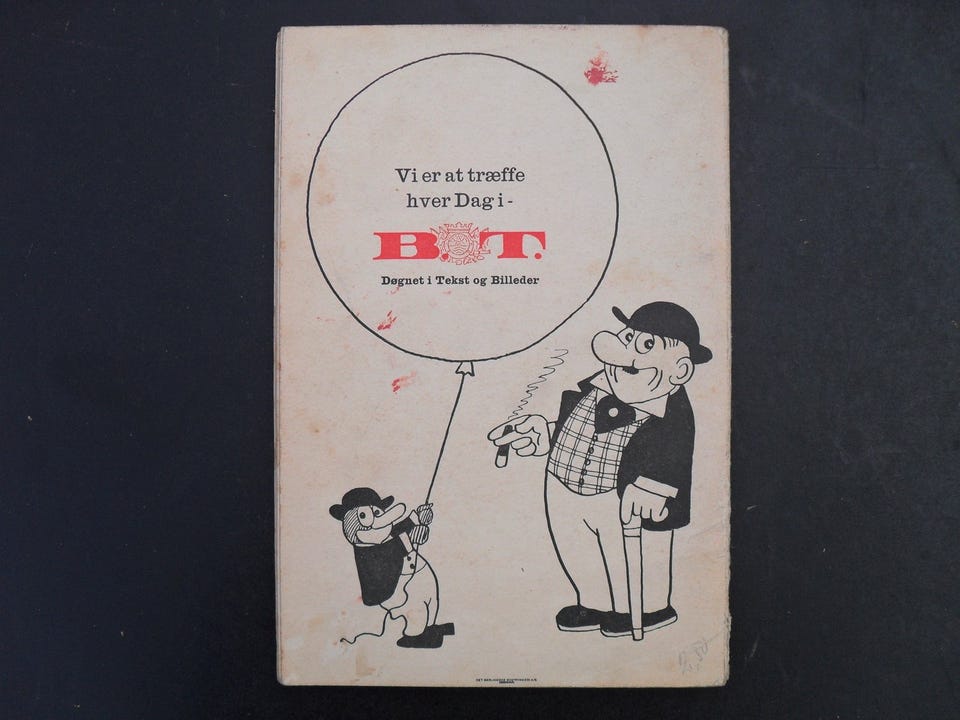 Vi er at træffe
hver Dag i -
B.T.
Døgnet i Tekst og Billeder